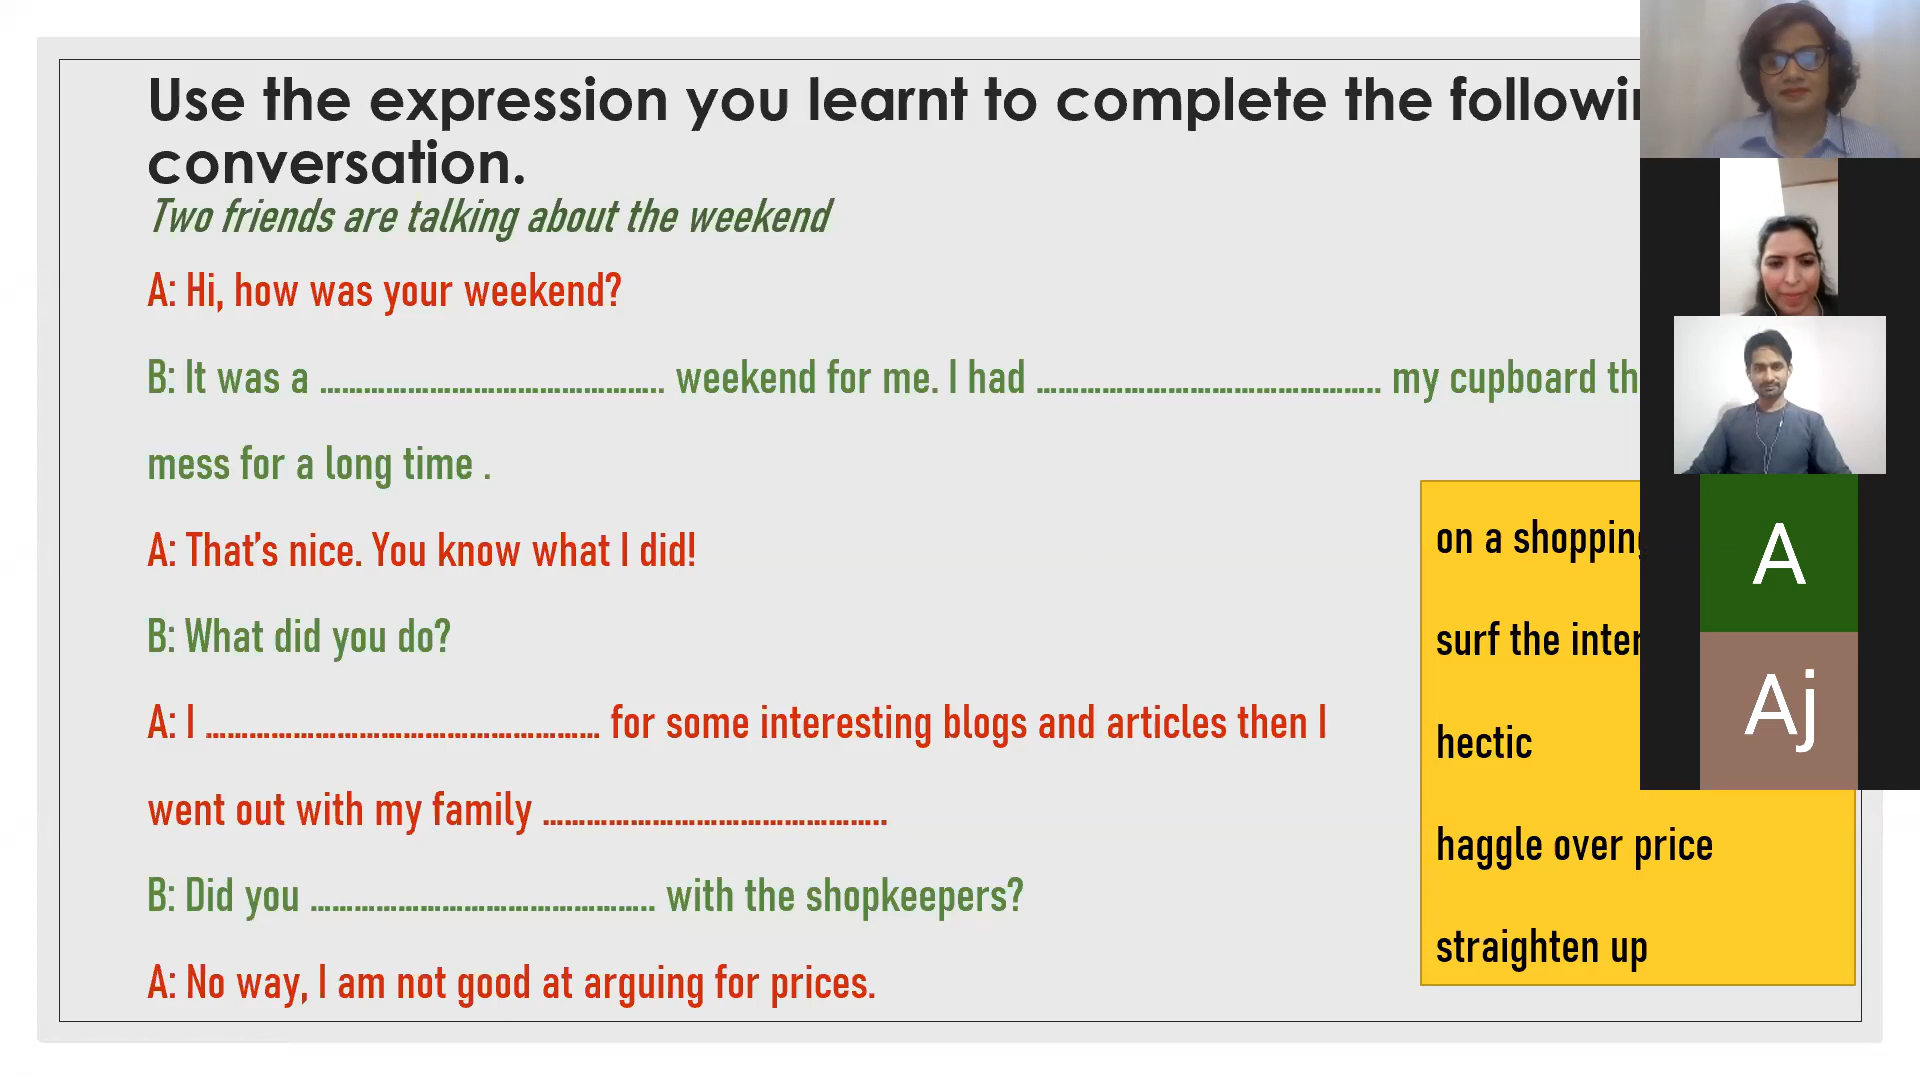 Use the expression you learnt to complete the
conversation.
Two friends are talking about the weekend
A: Hi, how was your weekend?
B: It was a ........................................ weekend for me. I had ........................................ my cupboard
mess for a long time .
A: That’s nice. You know what I did!
B: What did you do?
A: I ........................................ for some interesting blogs and articles then I
went out with my family ........................................
B: Did you ........................................ with the shopkeepers?
A: No way, I am not good at arguing for prices.
on a
surf the
hectic
haggle over price
straighten up
A
Aj